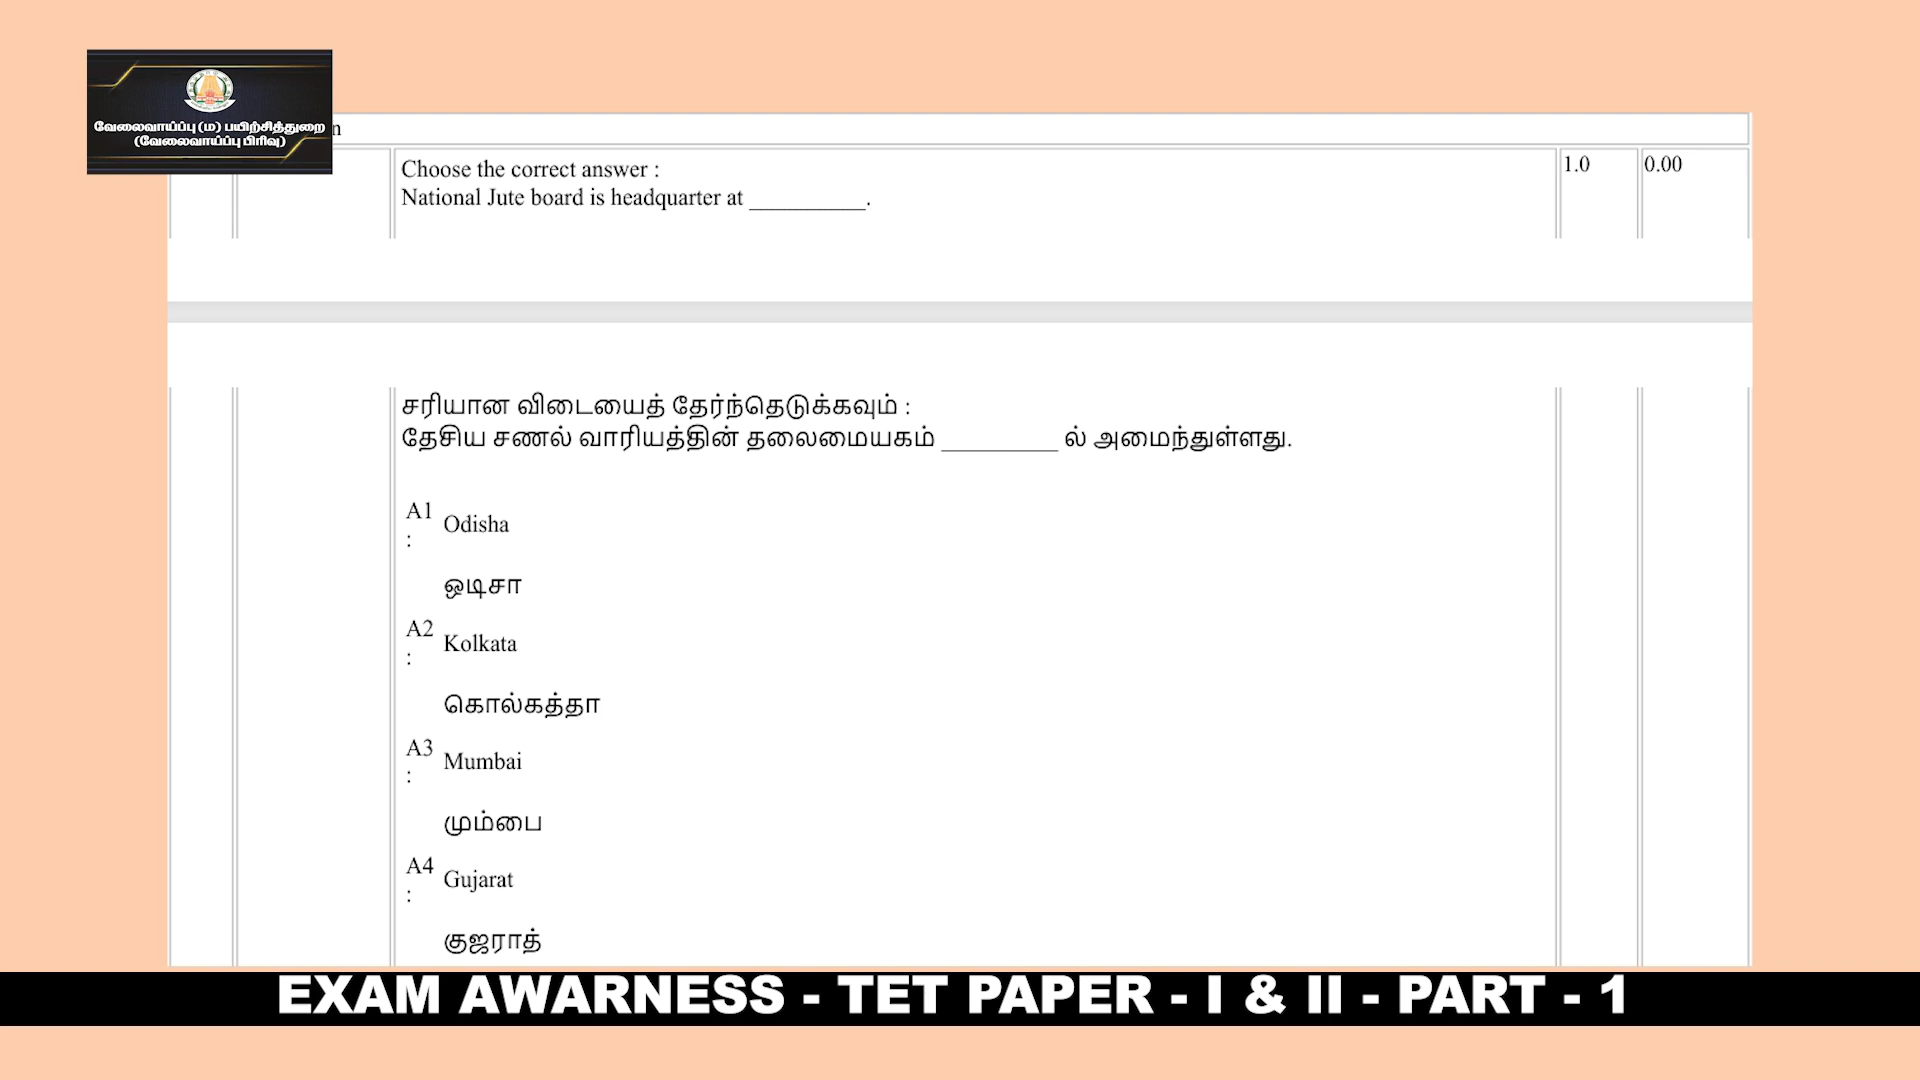 வேலைவாய்ப்பு (ம) பயிற்சித்துறை
(வேலைவாய்ப்பு பிரிவு)
n
Choose the correct answer :
National Jute board is headquarter at __________.
1.0
0.00
சரியான விடையைத் தேர்ந்தெடுக்கவும் :
தேசிய சணல் வாரியத்தின் தலைமையகம் __________ ல் அமைந்துள்ளது.
A1
:
Odisha
ஒடிசா
A2
:
Kolkata
கொல்கத்தா
A3
:
Mumbai
மும்பை
A4
:
Gujarat
குஜராத்
EXAM AWARNESS - TET PAPER - I & II - PART - 1